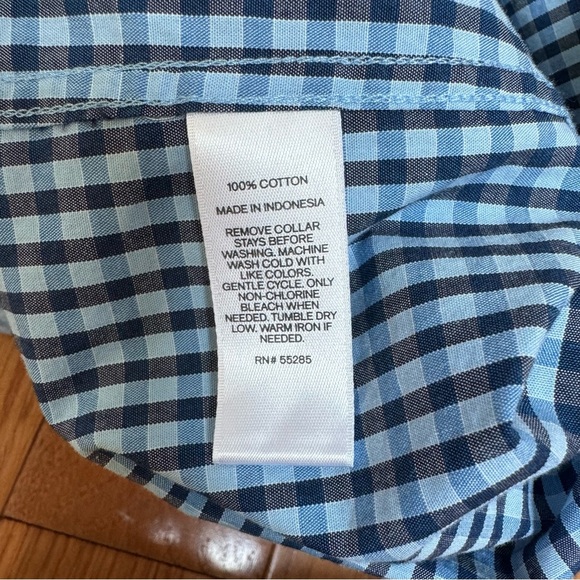 100% COTTON
MADE IN INDONESIA
REMOVE COLLAR
STAYS BEFORE
WASHING. MACHINE
WASH COLD WITH
LIKE COLORS.
GENTLE CYCLE. ONLY
NON-CHLORINE
BLEACH WHEN
NEEDED. TUMBLE DRY
LOW. WARM IRON IF
NEEDED.
RN# 55285